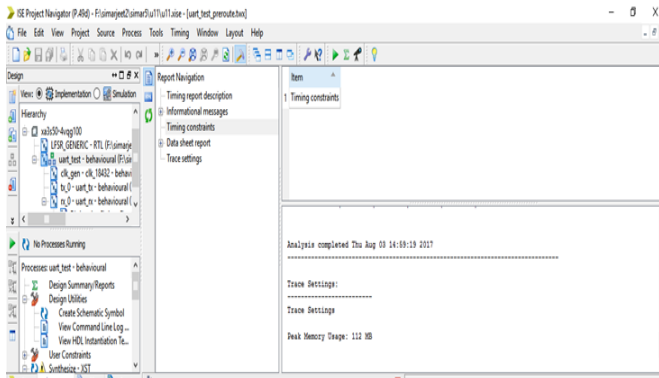 ISE Project Navigator (P.49d) - F:\simarjeet2\simar5\u11\u11.xise - [uart_test_preroute.twx]
File Edit View Project Source Process Tools Timing Window Layout Help
Design
View: Implementation Simulation
Hierarchy
xa3s50-4vqg100
LFSR_GENERIC - RTL (F:\simarje
uart_test - behavioural (F:\sir
clk_gen - clk_18432 - behavi
tx_0 - uart_tx - behavioural (
rx_0 - uart_rx - behavioural (
No Processes Running
Processes: uart_test - behavioural
Design Summary/Reports
Design Utilities
Create Schematic Symbol
View Command Line Log ...
View HDL Instantiation Te...
User Constraints
Synthesize - XST
Report Navigation
Timing report description
Informational messages
Timing constraints
Data sheet report
Trace settings
Item
1 Timing constraints
Analysis completed Thu Aug 03 14:59:19 2017
--------------------------------------------------------------------------------
Trace Settings:
-------------------------
Trace Settings
Peak Memory Usage: 112 MB